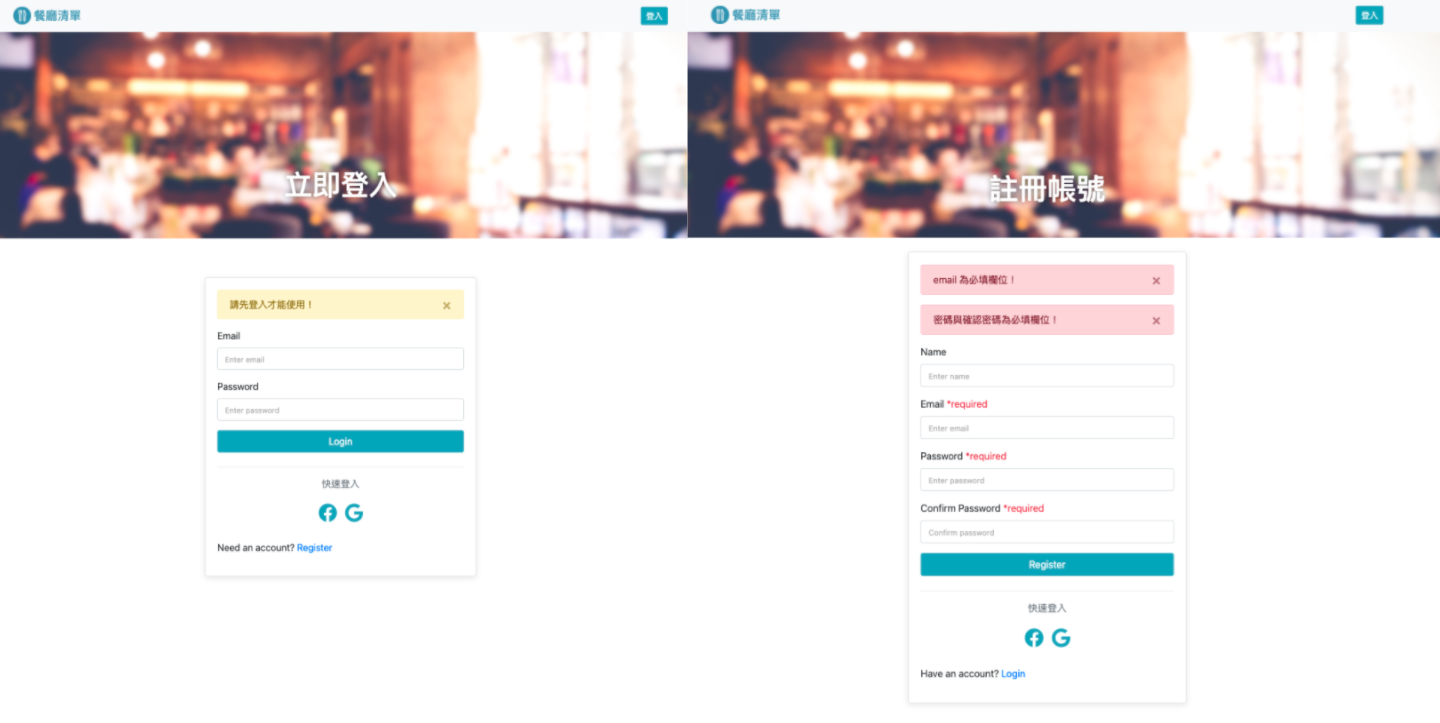 餐廳清單
登入
立即登入
請先登入才能使用！ ×
Email
Enter email
Password
Enter password
Login
快速登入
Need an account? Register
餐廳清單
登入
註冊帳號
email 為必填欄位！ ×
密碼與確認密碼為必填欄位！ ×
Name
Enter name
Email *required
Enter email
Password *required
Enter password
Confirm Password *required
Confirm password
Register
快速登入
Have an account? Login